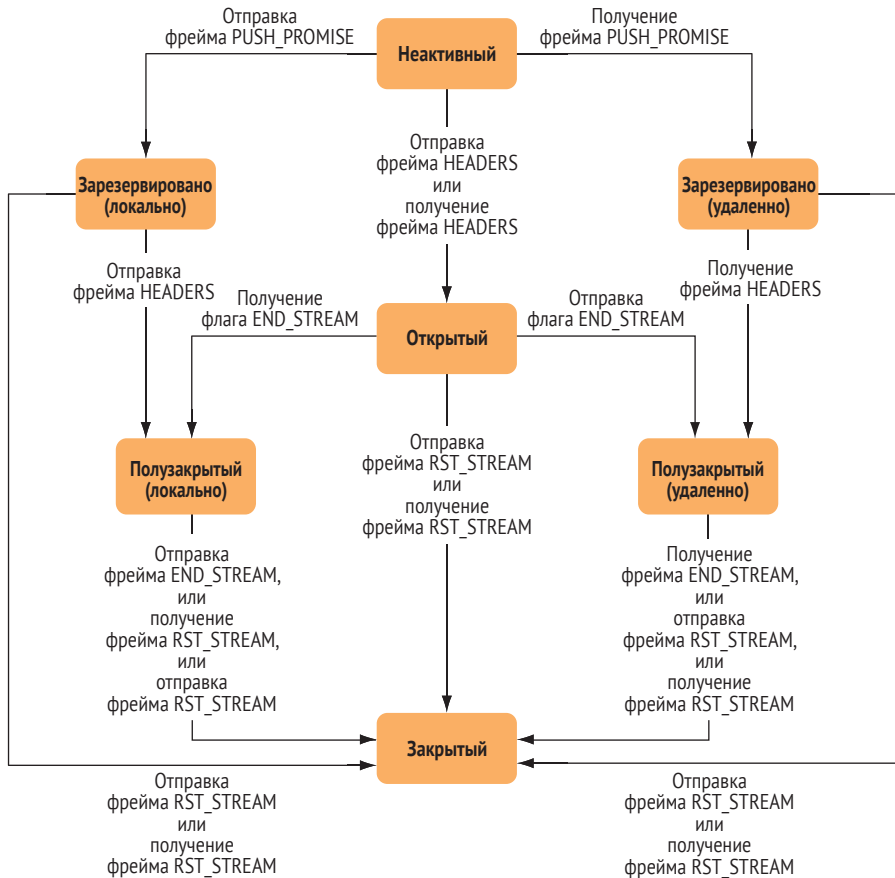 Отправка
фрейма PUSH_PROMISE
Неактивный
Получение
фрейма PUSH_PROMISE
Отправка
фрейма HEADERS
или
получение
фрейма HEADERS
Зарезервировано
(локально)
Зарезервировано
(удаленно)
Отправка
фрейма HEADERS
Получение
фрейма HEADERS
Получение
флага END_STREAM
Открытый
Отправка
флага END_STREAM
Полузакрытый
(локально)
Отправка
фрейма RST_STREAM
или
получение
фрейма RST_STREAM
Полузакрытый
(удаленно)
Отправка
фрейма END_STREAM,
или
получение
фрейма RST_STREAM,
или
отправка
фрейма RST_STREAM
Получение
фрейма END_STREAM,
или
отправка
фрейма RST_STREAM,
или
получение
фрейма RST_STREAM
Закрытый
Отправка
фрейма RST_STREAM
или
получение
фрейма RST_STREAM
Отправка
фрейма RST_STREAM
или
получение
фрейма RST_STREAM